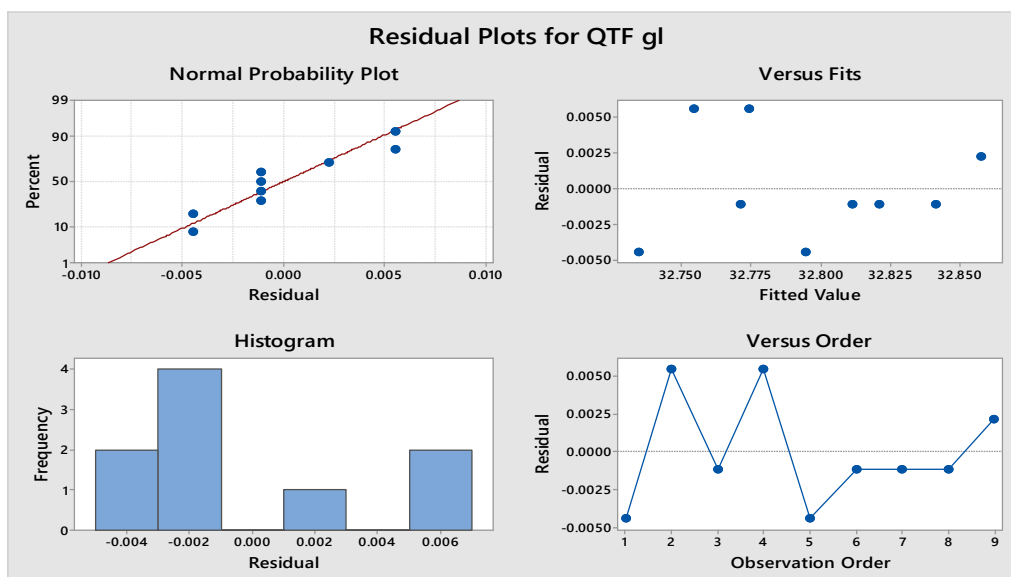 Residual Plots for QTF gl
Normal Probability Plot
99
90
50
10
1
Percent
-0.010 -0.005 0.000 0.005 0.010
Residual
Versus Fits
0.0050
0.0025
0.0000
-0.0025
-0.0050
Residual
32.750 32.775 32.800 32.825 32.850
Fitted Value
Histogram
4
3
2
1
0
Frequency
-0.004 -0.002 0.000 0.002 0.004 0.006
Residual
Versus Order
0.0050
0.0025
0.0000
-0.0025
-0.0050
Residual
1 2 3 4 5 6 7 8 9
Observation Order